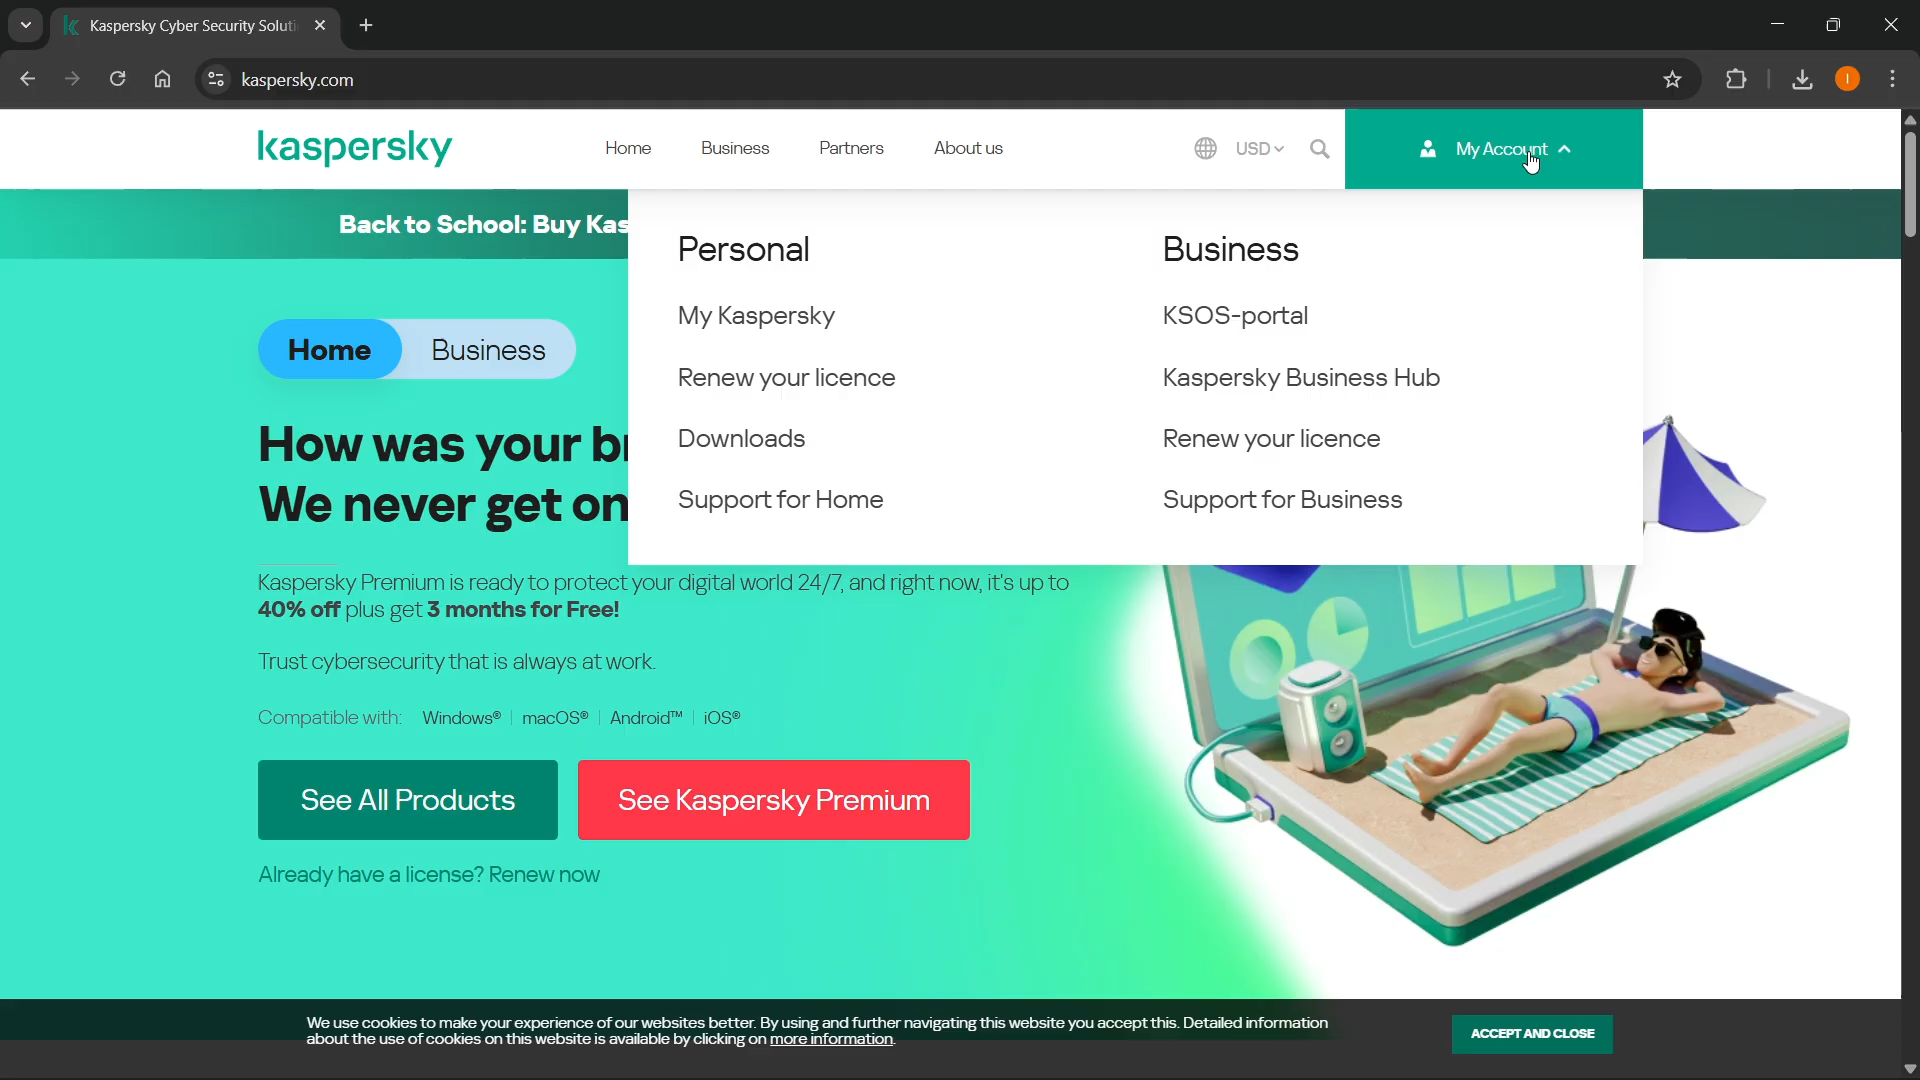 Kaspersky Cyber Security Soluti
kaspersky.com
I
kaspersky
Home
Business
Partners
About us
USD
My Account
Back to School: Buy Kas
Personal
My Kaspersky
Renew your licence
Downloads
Support for Home
Business
KSOS-portal
Kaspersky Business Hub
Renew your licence
Support for Business
Home
Business
How was your br
We never get on
Kaspersky Premium is ready to protect your digital world 24/7, and right now, it's up to
40% off plus get 3 months for Free!
Trust cybersecurity that is always at work.
Compatible with: Windows® | macOS® | Android™ | iOS®
See All Products
See Kaspersky Premium
Already have a license? Renew now
We use cookies to make your experience of our websites better. By using and further navigating this website you accept this. Detailed information
about the use of cookies on this website is available by clicking on more information.
ACCEPT AND CLOSE